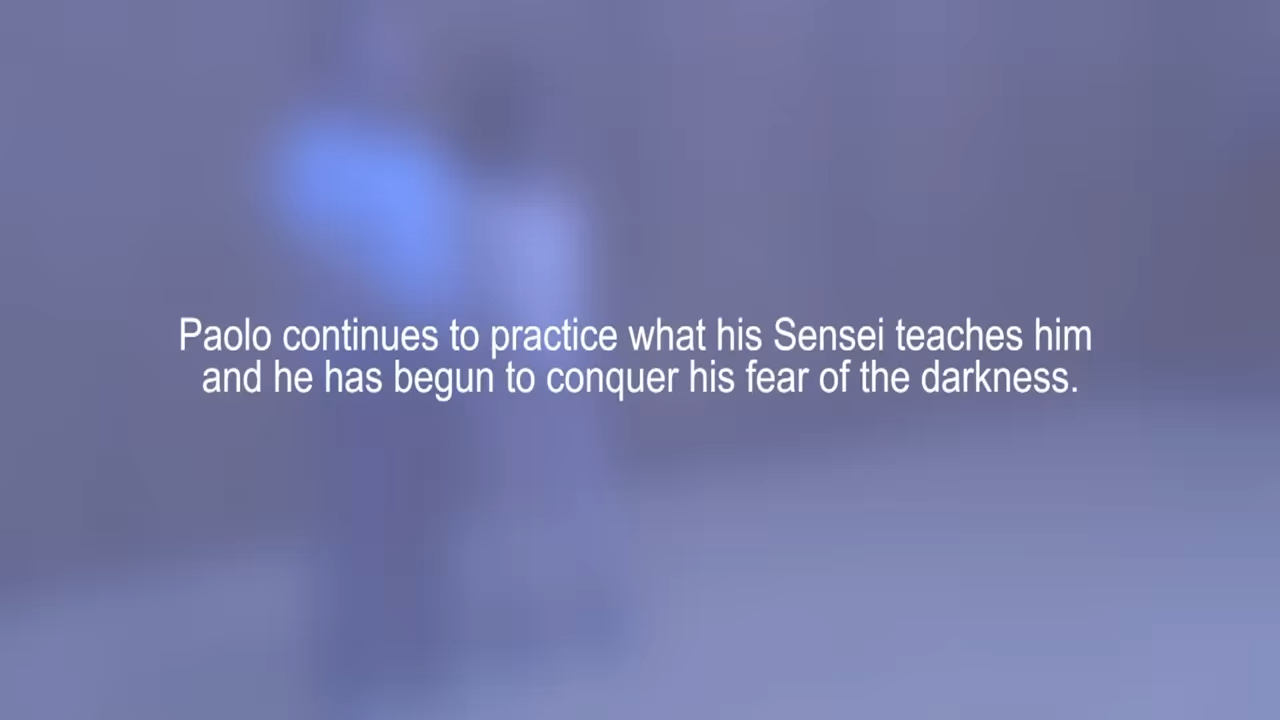 Paolo continues to practice what his Sensei teaches him
and he has begun to conquer his fear of the darkness.